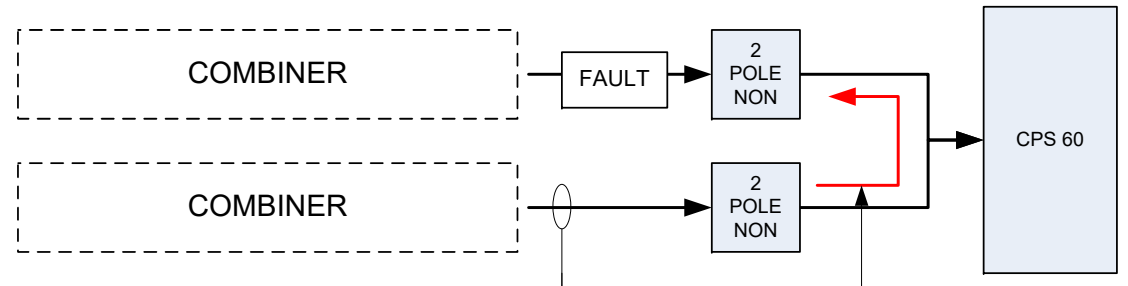 COMBINER
FAULT
2
POLE
NON
CPS 60
COMBINER
2
POLE
NON